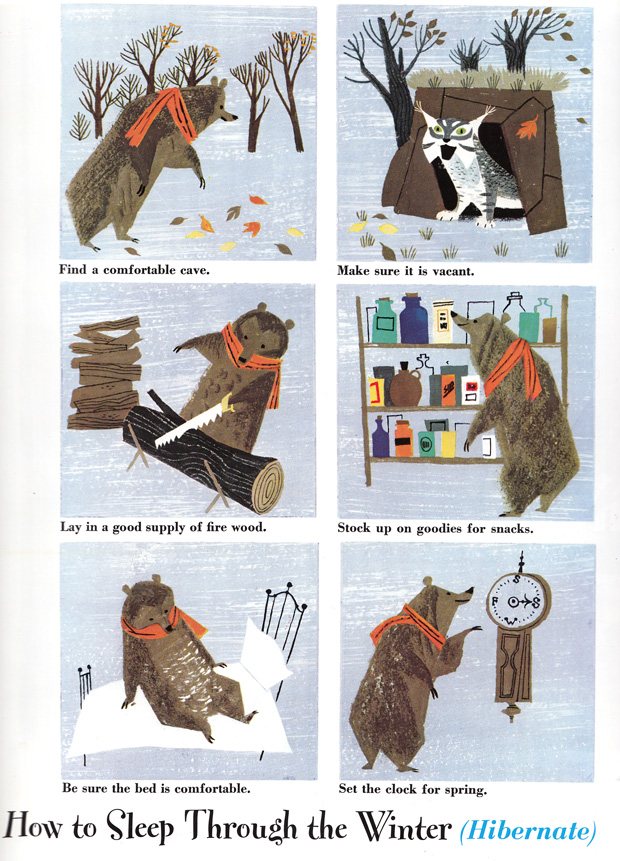 Find a comfortable cave.
Make sure it is vacant.
Lay in a good supply of fire wood.
Stock up on goodies for snacks.
Be sure the bed is comfortable.
S
F S
W
Set the clock for spring.
How to Sleep Through the Winter (Hibernate)